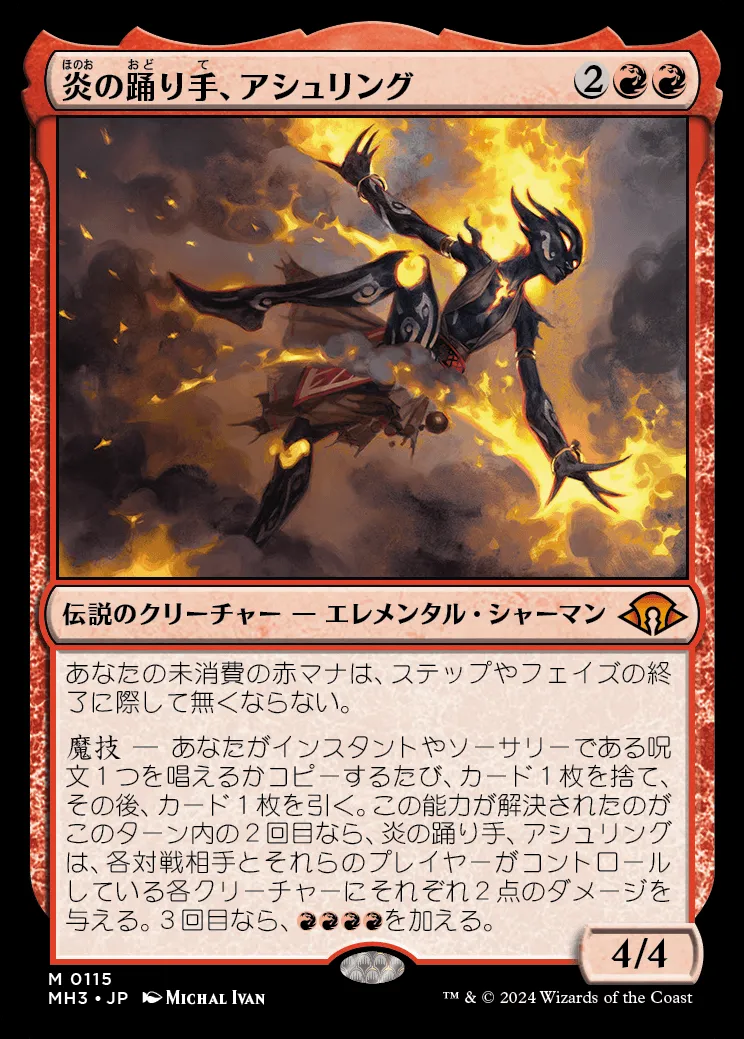 ほのお おど て
炎の踊り手、アシュリング
2
伝説のクリーチャー — エレメンタル・シャーマン
あなたの未消費の赤マナは、ステップやフェイズの終
了に際して無くならない。
魔技 — あなたがインスタントやソーサリーである呪
文1つを唱えるかコピーするたび、カード1枚を捨て、
その後、カード1枚を引く。この能力が解決されたのが
このターン内の2回目なら、炎の踊り手、アシュリング
は、各対戦相手とそれらのプレイヤーがコントロール
している各クリーチャーにそれぞれ2点のダメージを
与える。3回目なら、を加える。
4/4
M 0115
MH3 • JP Michal Ivan
™ & © 2024 Wizards of the Coast